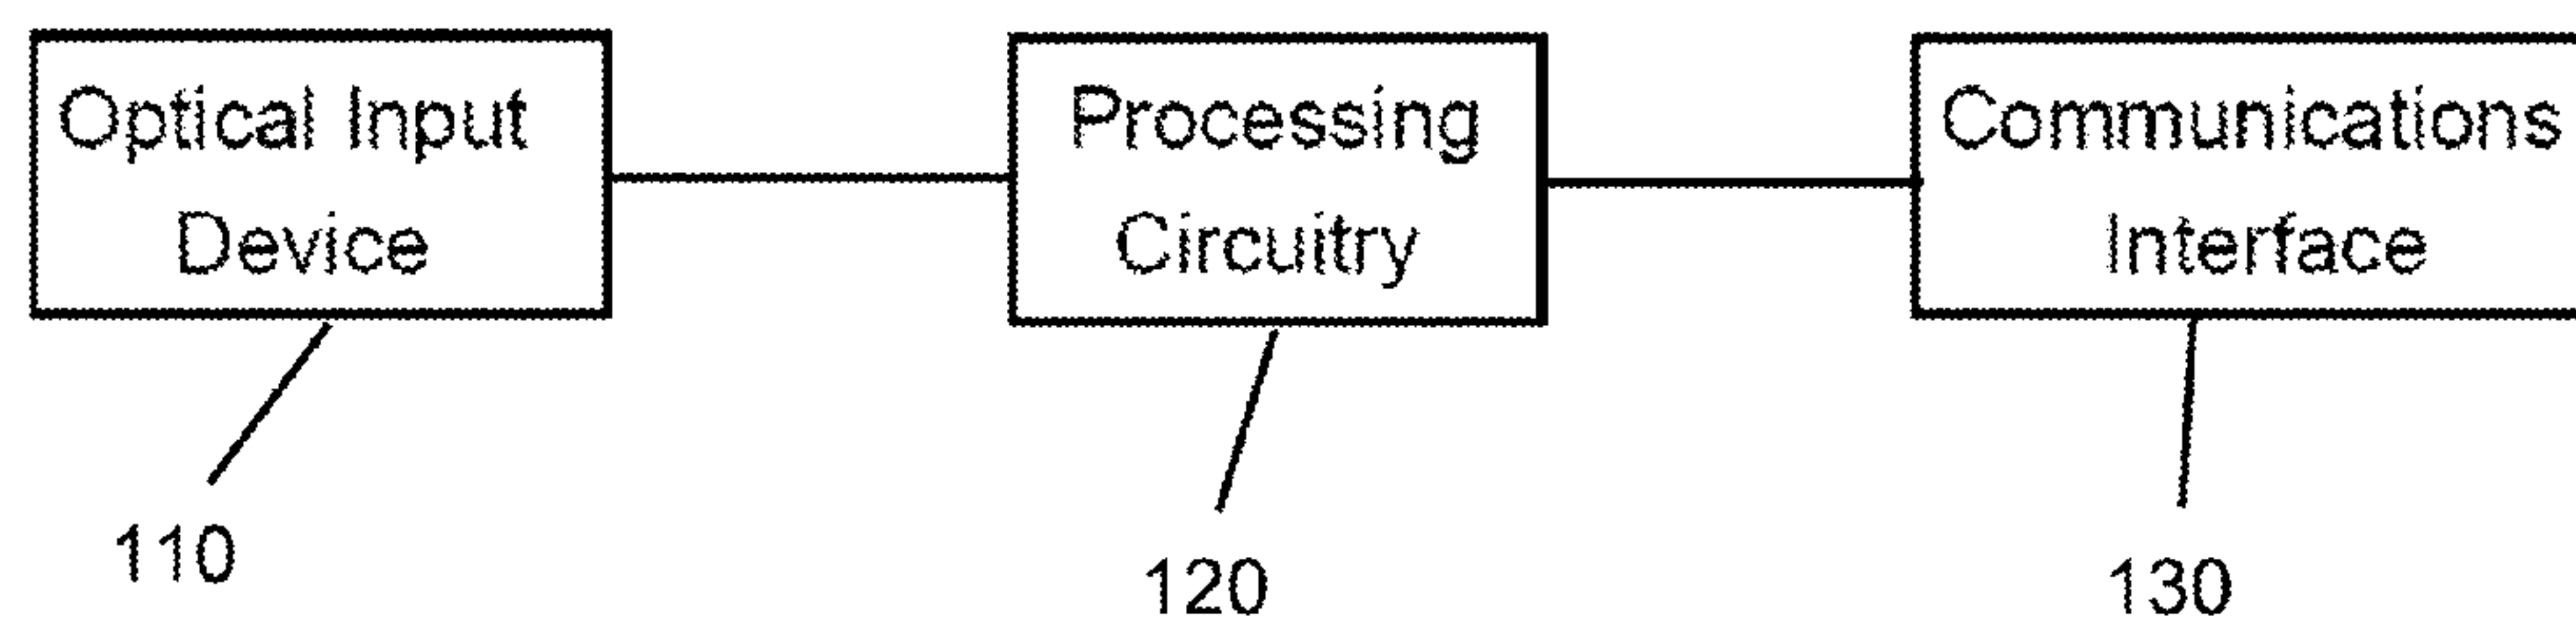 Optical Input
Device
Processing
Circuitry
Communications
Interface
110
120
130